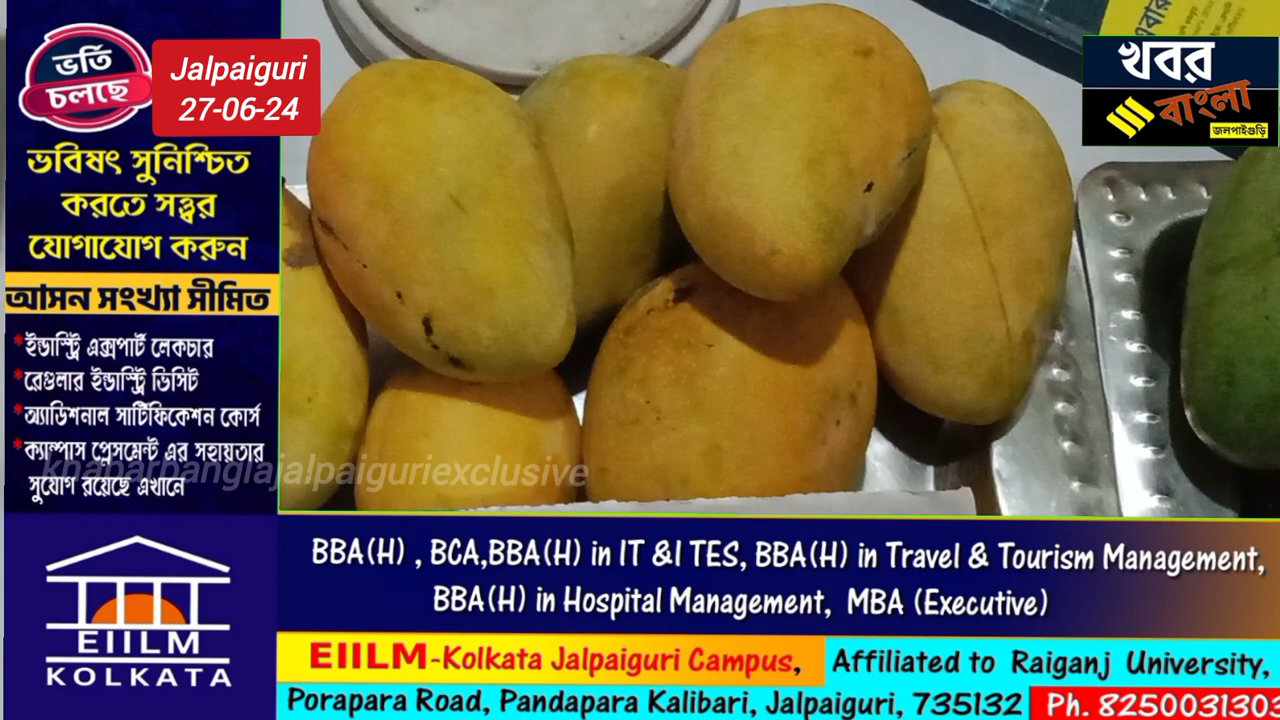 ভর্তি
চলছে
Jalpaiguri
27-06-24
ভবিষৎ সুনিশ্চিত
করতে সত্ত্বর
যোগাযোগ করুন
আসন সংখ্যা সীমিত
*ইন্ডাস্ট্রি এক্সপার্ট লেকচার
*রেগুলার ইন্ডাস্ট্রি ভিসিট
*অ্যাডিশনাল সার্টিফিকেশন কোর্স
*ক্যাম্পাস প্লেসমেন্ট এর সহায়তার
সুযোগ রয়েছে এখানে
khabarbanglajalpaiguriexclusive
EIILM
KOLKATA
এবার
খবর
বাংলা
জলপাইগুড়ি
BBA(H) , BCA,BBA(H) in IT &I TES, BBA(H) in Travel & Tourism Management,
BBA(H) in Hospital Management, MBA (Executive)
EIILM-Kolkata Jalpaiguri Campus, Affiliated to Raiganj University,
Porapara Road, Pandapara Kalibari, Jalpaiguri, 735132 Ph. 8250031303